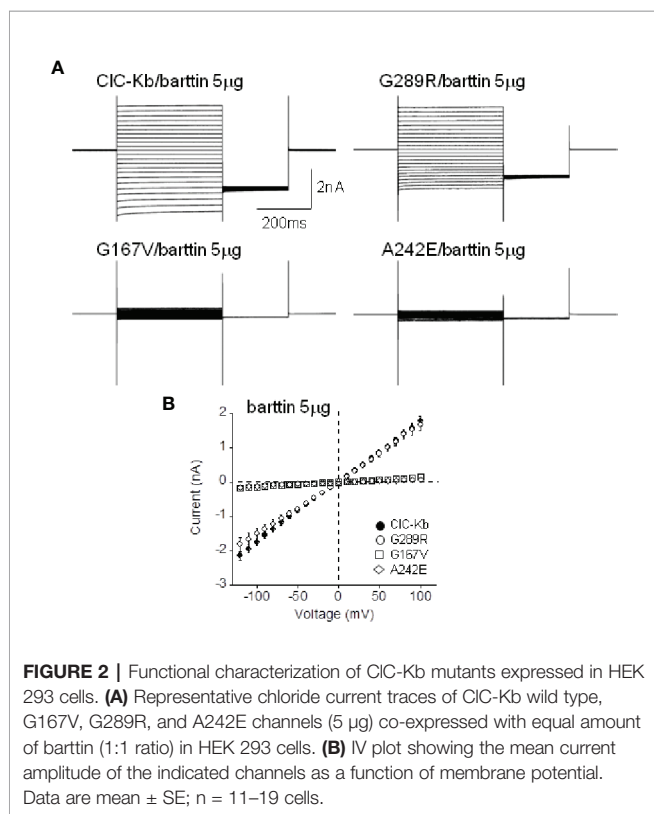 A
ClC-Kb/barttin 5µg
G289R/barttin 5µg
2nA
200ms
G167V/barttin 5µg
A242E/barttin 5µg
B
barttin 5µg
2
1
0
-1
-2
-3
Current (nA)
ClC-Kb
G289R
G167V
A242E
-100 -50 0 50 100
Voltage (mV)
FIGURE 2 | Functional characterization of ClC-Kb mutants expressed in HEK
293 cells. (A) Representative chloride current traces of ClC-Kb wild type,
G167V, G289R, and A242E channels (5 µg) co-expressed with equal amount
of barttin (1:1 ratio) in HEK 293 cells. (B) IV plot showing the mean current
amplitude of the indicated channels as a function of membrane potential.
Data are mean ± SE; n = 11–19 cells.